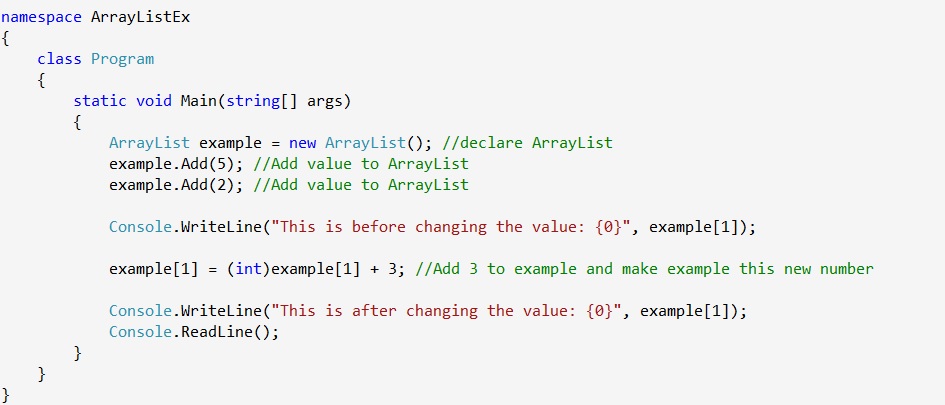 namespace ArrayListEx
{
    class Program
    {
        static void Main(string[] args)
        {
            ArrayList example = new ArrayList(); //declare ArrayList
            example.Add(5); //Add value to ArrayList
            example.Add(2); //Add value to ArrayList

            Console.WriteLine("This is before changing the value: {0}", example[1]);

            example[1] = (int)example[1] + 3; //Add 3 to example and make example this new number

            Console.WriteLine("This is after changing the value: {0}", example[1]);
            Console.ReadLine();
        }
    }
}